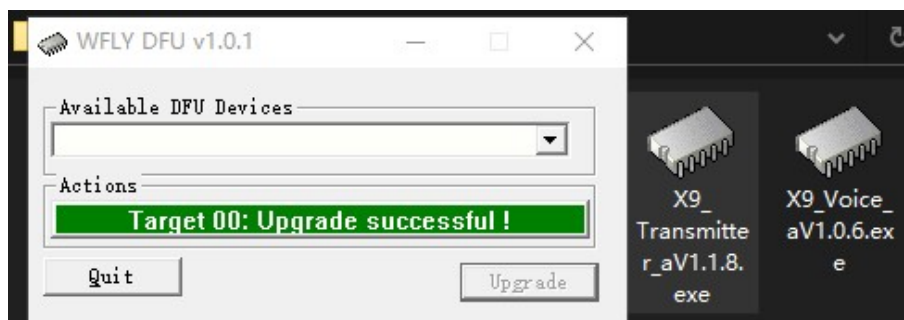 WFLY DFU v1.0.1
Available DFU Devices
Actions
Target 00: Upgrade successful !
Quit
Upgrade
X9_
Transmitte
r_aV1.1.8.
exe
X9_Voice_
aV1.0.6.ex
e